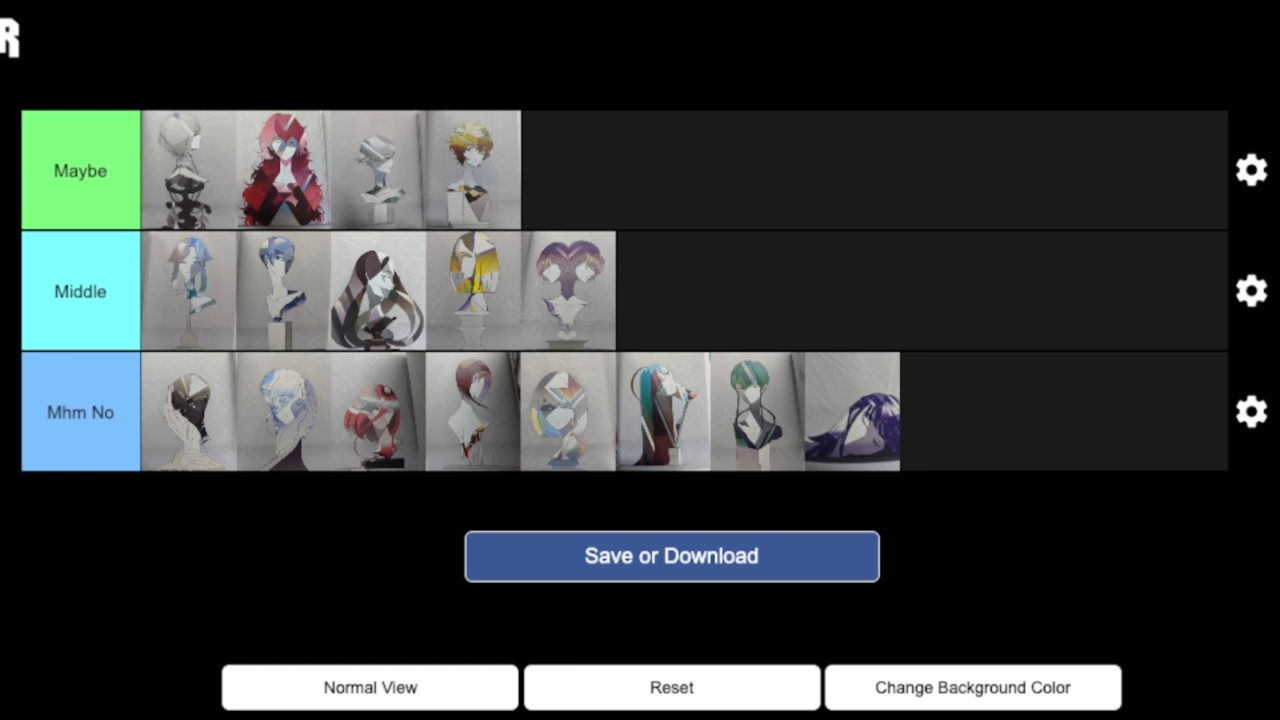 R
Maybe
Middle
Mhm No
Save or Download
Normal View
Reset
Change Background Color